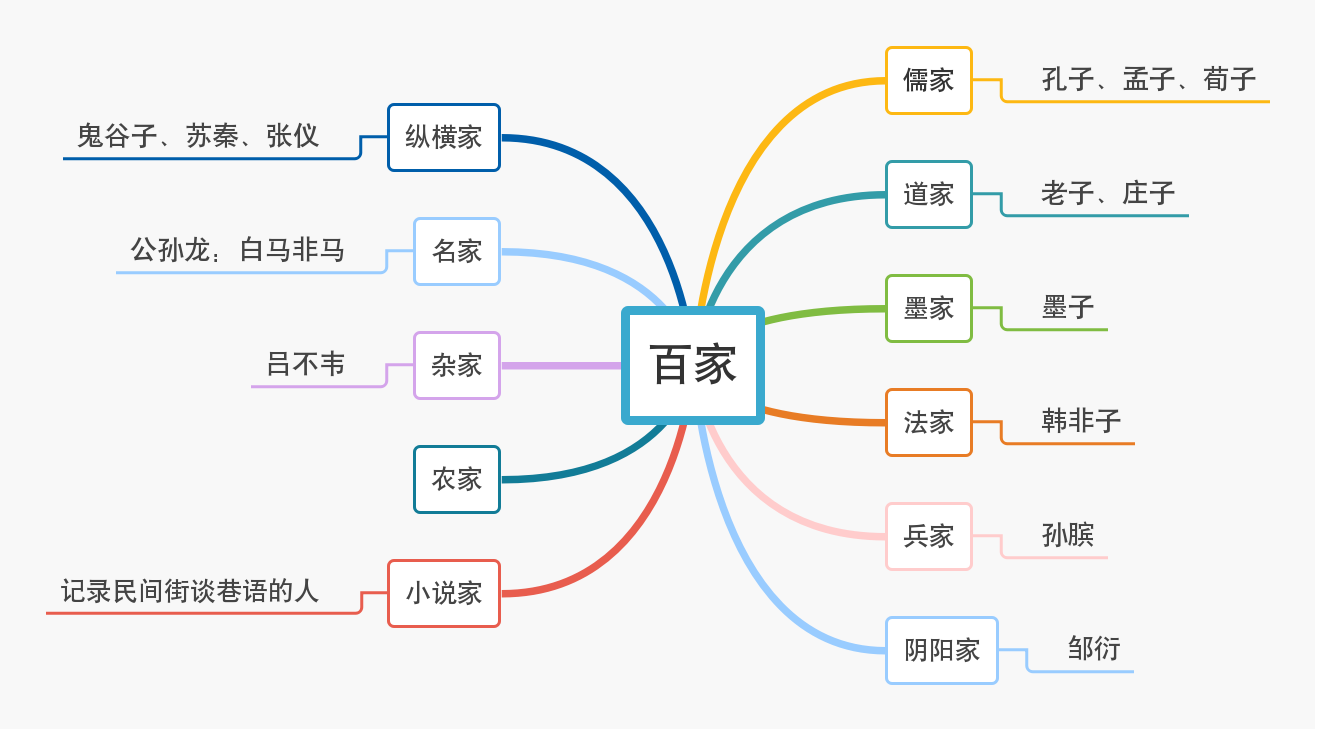 百家
儒家
孔子、孟子、荀子
道家
老子、庄子
墨家
墨子
法家
韩非子
兵家
孙膑
阴阳家
邹衍
纵横家
鬼谷子、苏秦、张仪
名家
公孙龙：白马非马
杂家
吕不韦
农家
小说家
记录民间街谈巷语的人